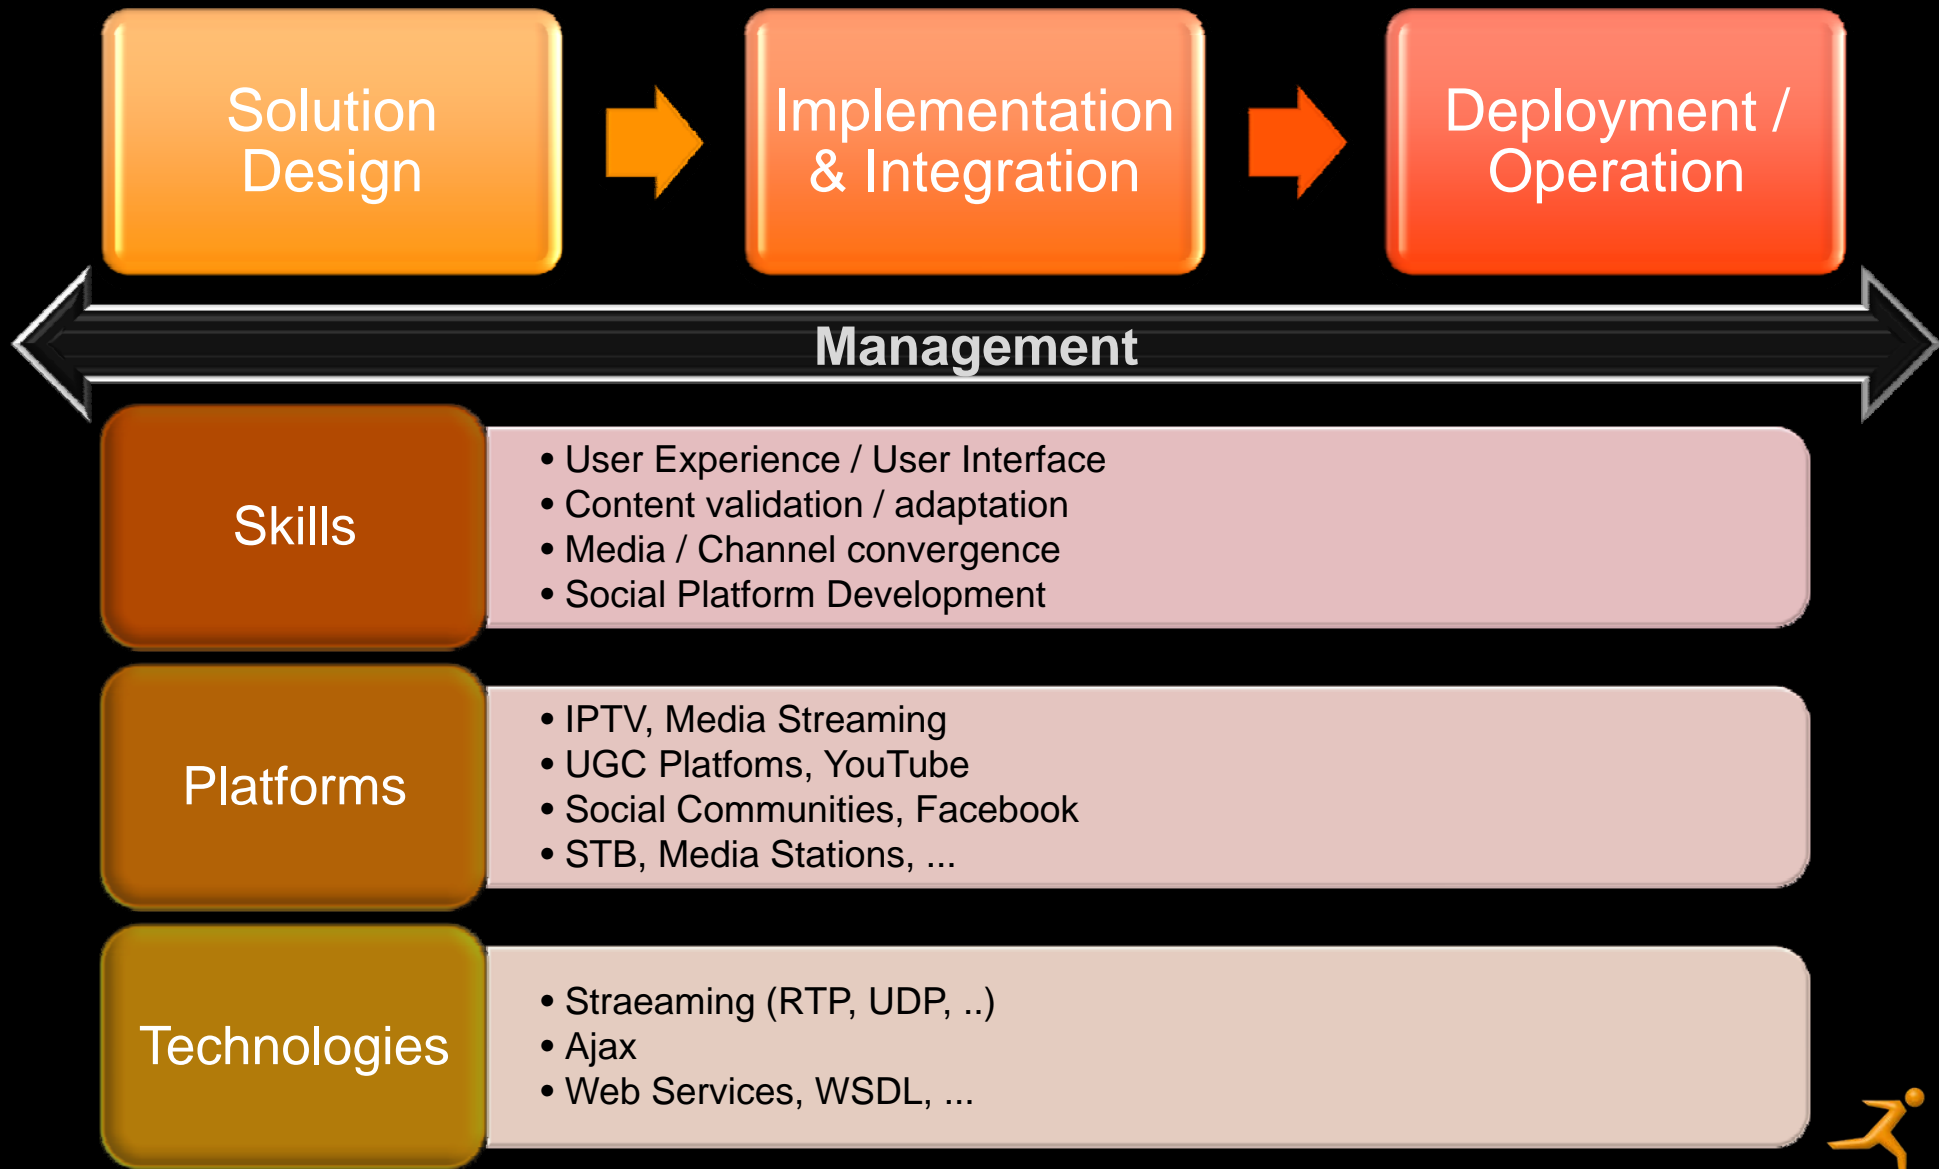 Solution
Design
Implementation
& Integration
Deployment /
Operation
Management
Skills
• User Experience / User Interface
• Content validation / adaptation
• Media / Channel convergence
• Social Platform Development
Platforms
• IPTV, Media Streaming
• UGC Platfoms, YouTube
• Social Communities, Facebook
• STB, Media Stations, ...
Technologies
• Straeaming (RTP, UDP, ..)
• Ajax
• Web Services, WSDL, ...